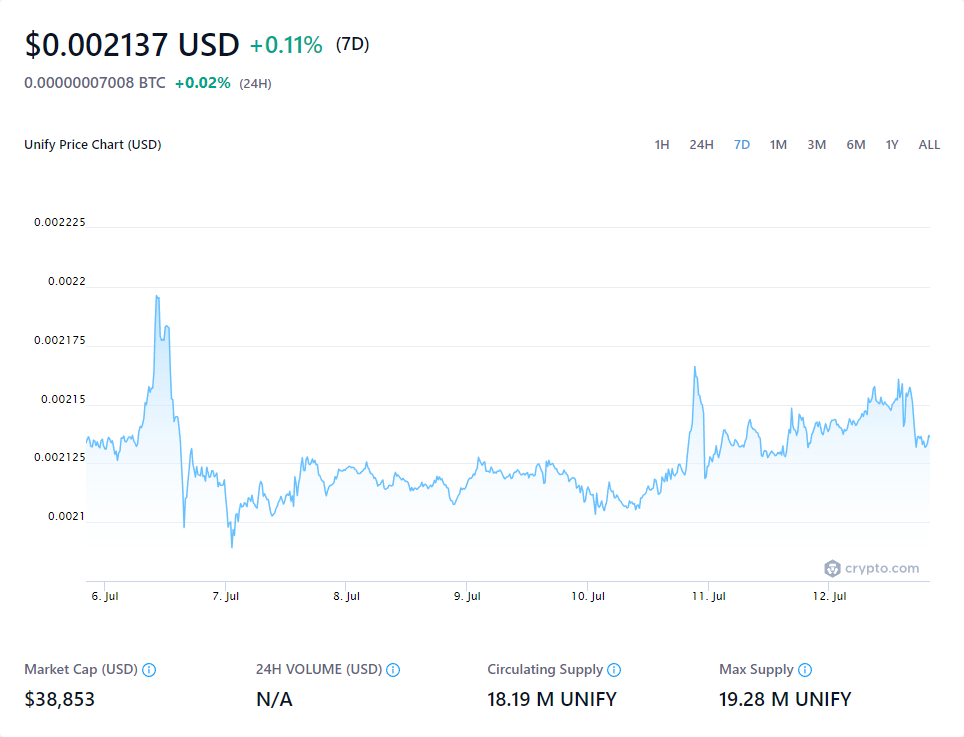 $0.002137 USD +0.11% (7D)
0.00000007008 BTC +0.02% (24H)
Unify Price Chart (USD) 1H 24H 7D 1M 3M 6M 1Y ALL
0.002225
0.0022
0.002175
0.00215
0.002125
0.0021
crypto.com
6. Jul 7. Jul 8. Jul 9. Jul 10. Jul 11. Jul 12. Jul
Market Cap (USD) 24H VOLUME (USD) Circulating Supply Max Supply
$38,853 N/A 18.19 M UNIFY 19.28 M UNIFY